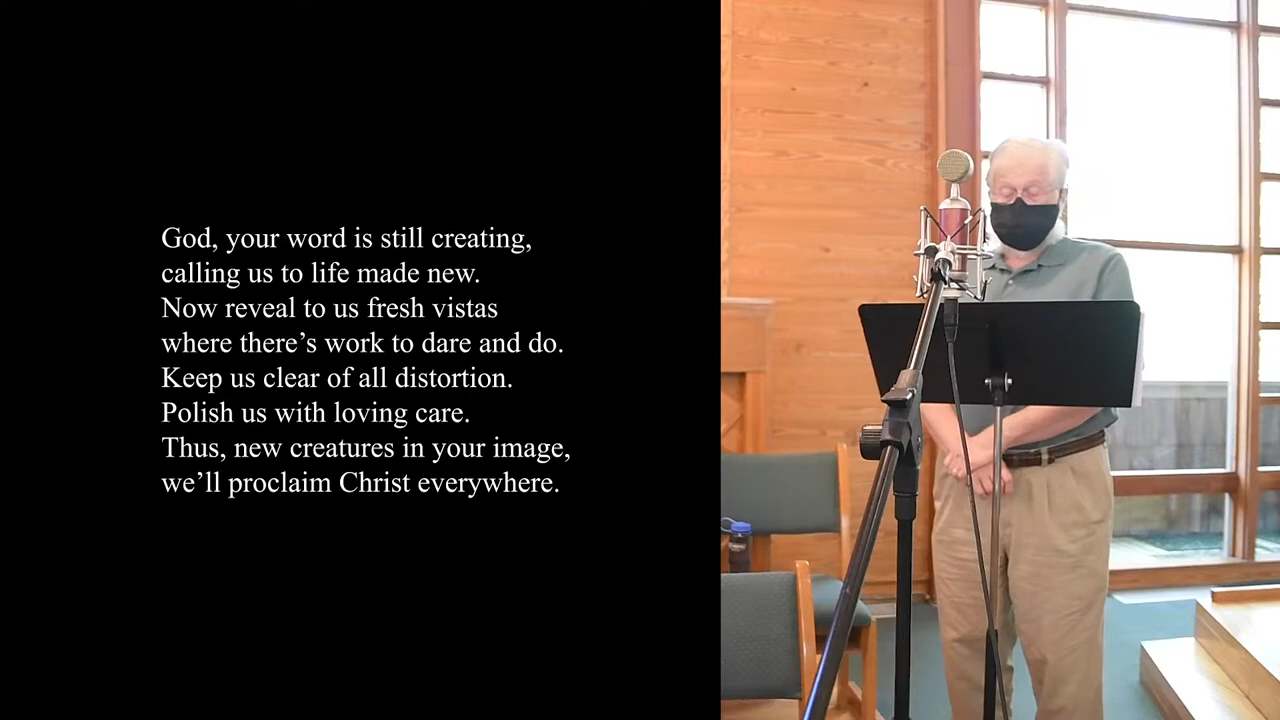 God, your word is still creating,
calling us to life made new.
Now reveal to us fresh vistas
where there’s work to dare and do.
Keep us clear of all distortion.
Polish us with loving care.
Thus, new creatures in your image,
we’ll proclaim Christ everywhere.